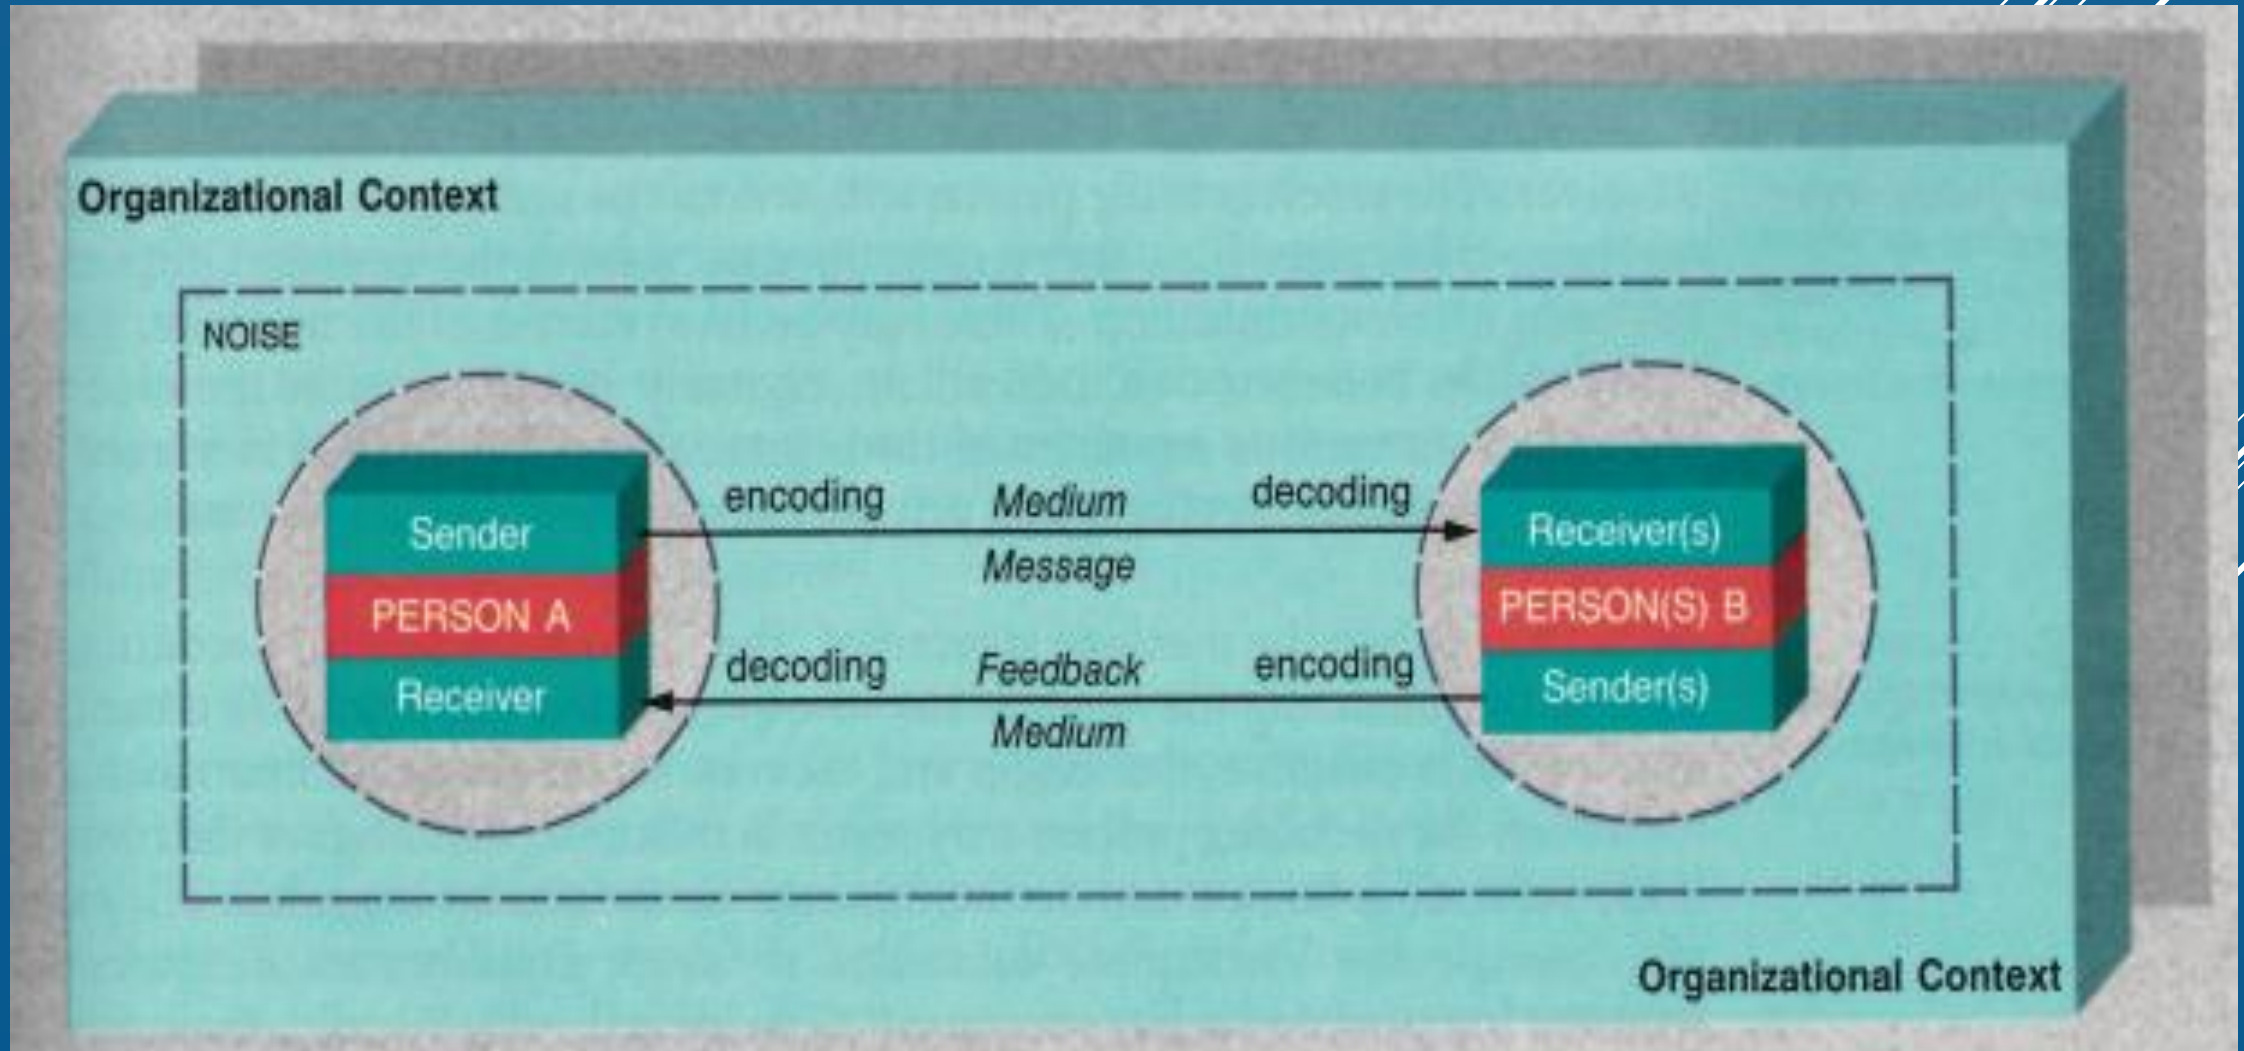 Organizational Context
NOISE
encoding Medium decoding
Message
Sender
PERSON A
Receiver
Receiver(s)
PERSON(S) B
Sender(s)
decoding Feedback encoding
Medium
Organizational Context